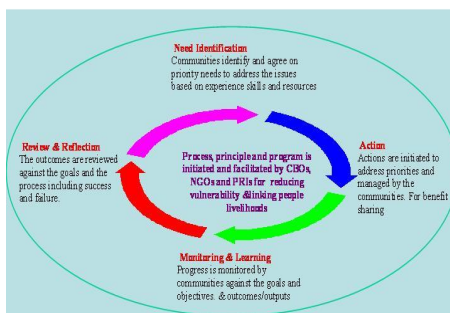 Need Identification
Communities identify and agree on
priority needs to address the issues
based on experience skills and resources
Review & Reflection
The outcomes are reviewed
against the goals and the
process including success
and failure.
Process, principle and program is
initiated and facilitated by CBOs,
NGOs and PRIs for reducing
vulnerability &linking people
livelihoods
Action
Actions are initiated to
address priorities and
managed by the
communities. For benefit
sharing
Monitoring & Learning
Progress is monitored by
communities against the goals and
objectives. & outcomes/outputs